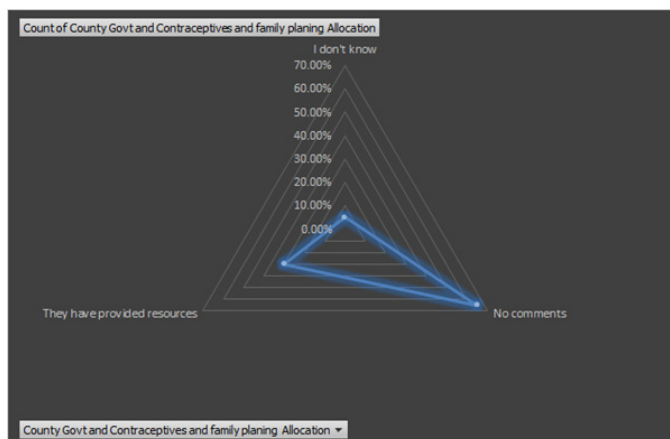 Count of County Govt and Contraceptives and family planing Allocation
I don't know
70.00%
60.00%
50.00%
40.00%
30.00%
20.00%
10.00%
0.00%
They have provided resources
No comments
County Govt and Contraceptives and family planing Allocation